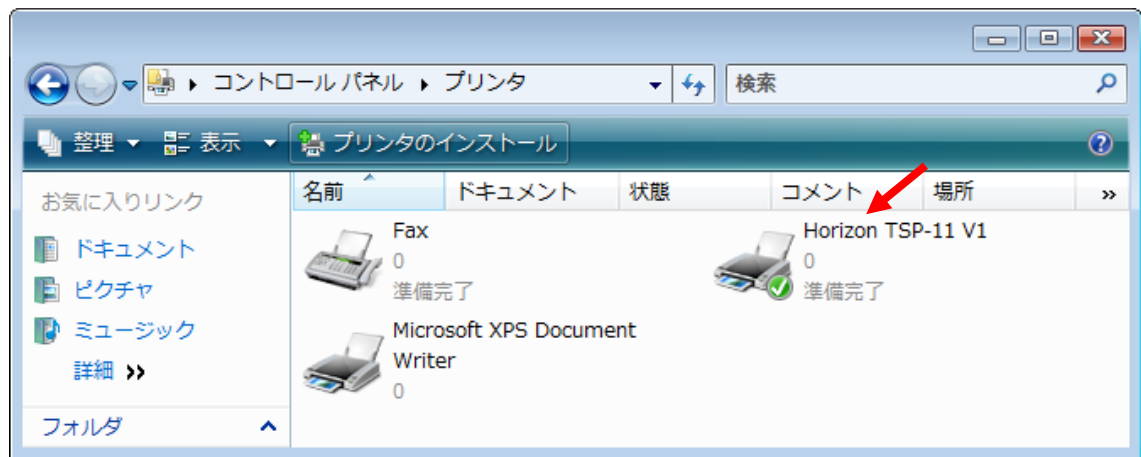 コントロール パネル ▸ プリンタ
検索
整理 表示 プリンタのインストール
お気に入りリンク
ドキュメント
ピクチャ
ミュージック
詳細 »
フォルダ
名前 ドキュメント 状態 コメント 場所 »
Fax
0
準備完了
Horizon TSP-11 V1
0
準備完了
Microsoft XPS Document
Writer
0